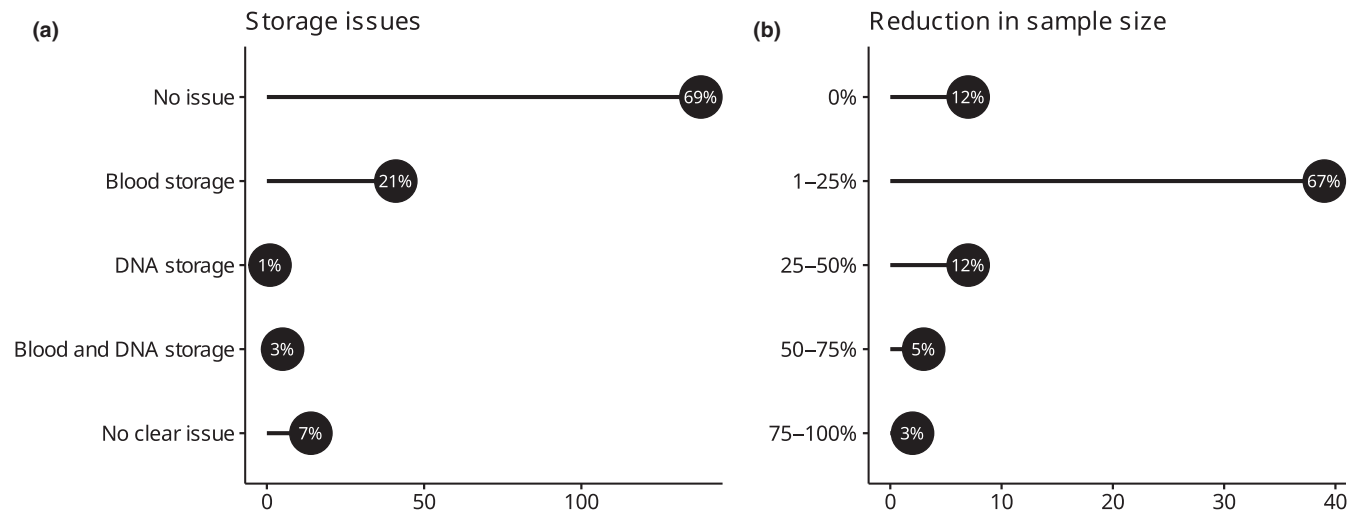 (a)
Storage issues
No issue
69%
Blood storage
21%
DNA storage
1%
Blood and DNA storage
3%
No clear issue
7%
0
50
100
(b)
Reduction in sample size
0%
12%
1–25%
67%
25–50%
12%
50–75%
5%
75–100%
3%
0
10
20
30
40